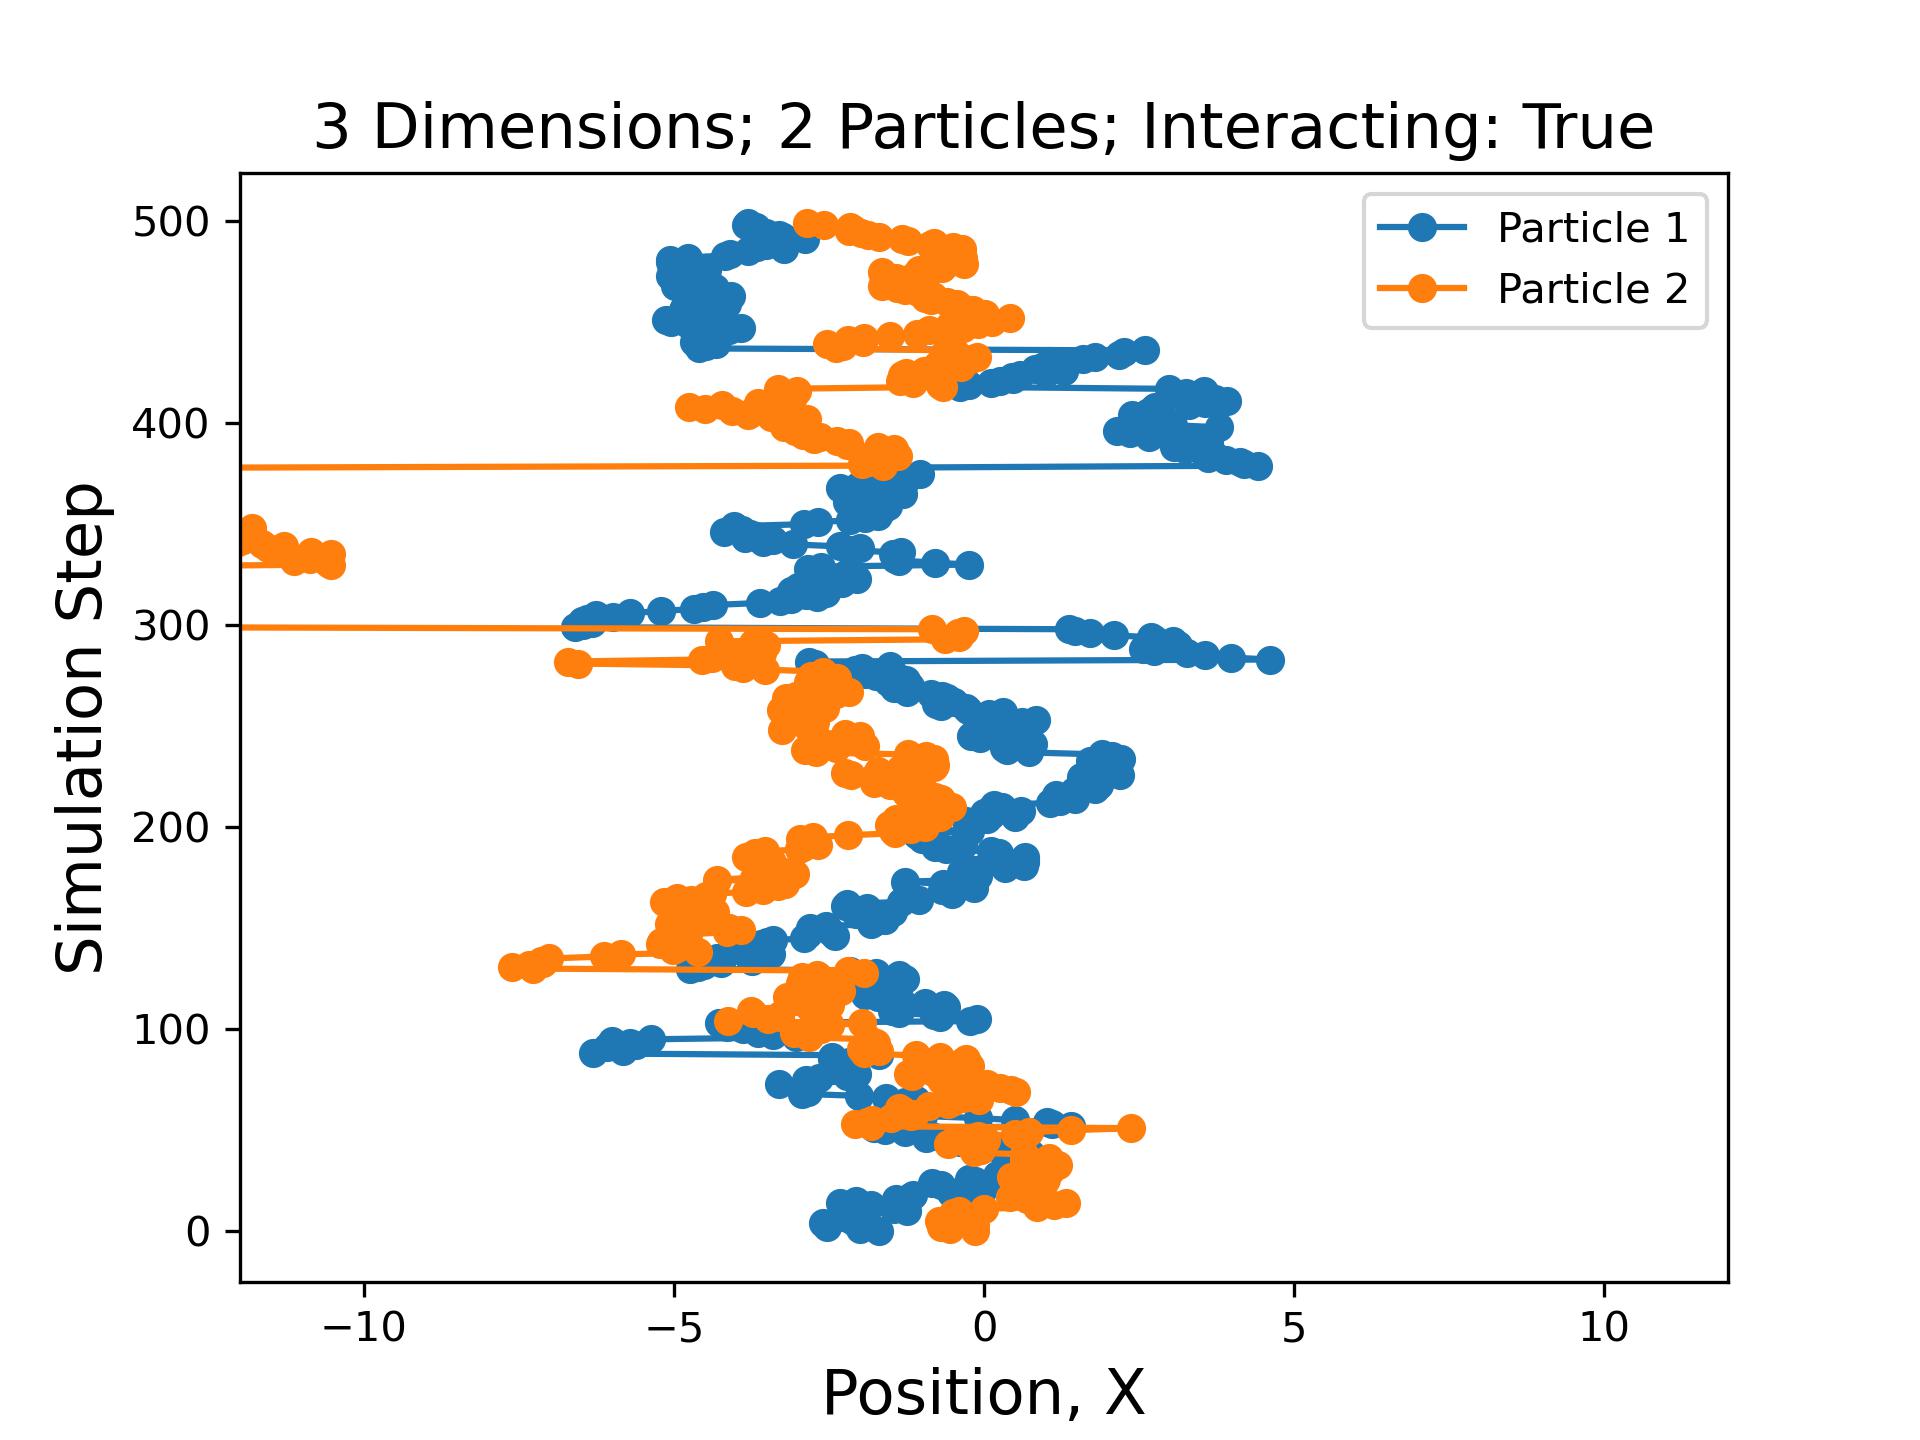 3 Dimensions; 2 Particles; Interacting: True
Particle 1
Particle 2
500
400
300
200
100
0
Simulation Step
−10
−5
0
5
10
Position, X